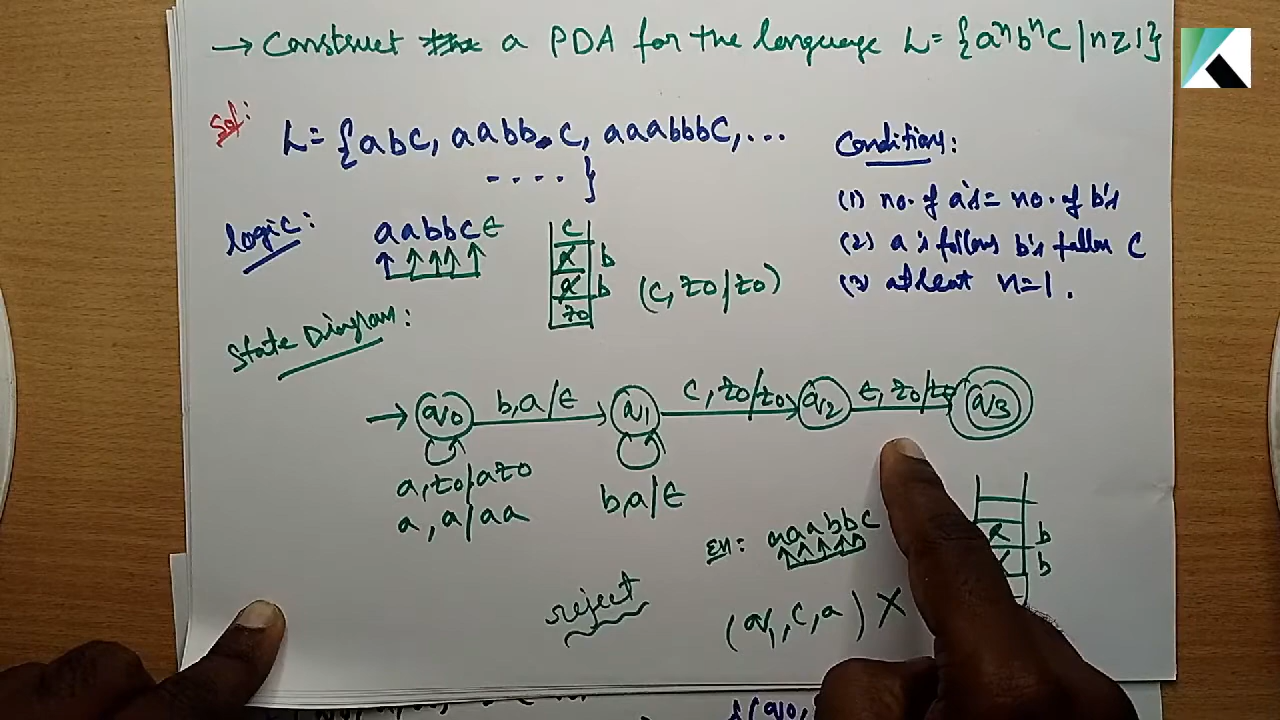 → Construct a PDA for the language L = {aⁿbⁿc | n≥1}
Sol:
L = {abc, aabbc, aaabbbc, ...
....}
Conditions:
(1) no. of a's = no. of b's
(2) a's follows b's follow c
(3) atleast n=1.
Logic:
aabbcϵ
c
a b
a b
z0
(c, z0/z0)
State Diagram:
q0 b,a/ϵ q1 c, z0/z0 q2 ϵ, z0/z0 q3
a, z0/az0
a, a/aa
b,a/ϵ
Ex: aaabbc
a b
b
reject
(q1, c, a) X
δ(q0,